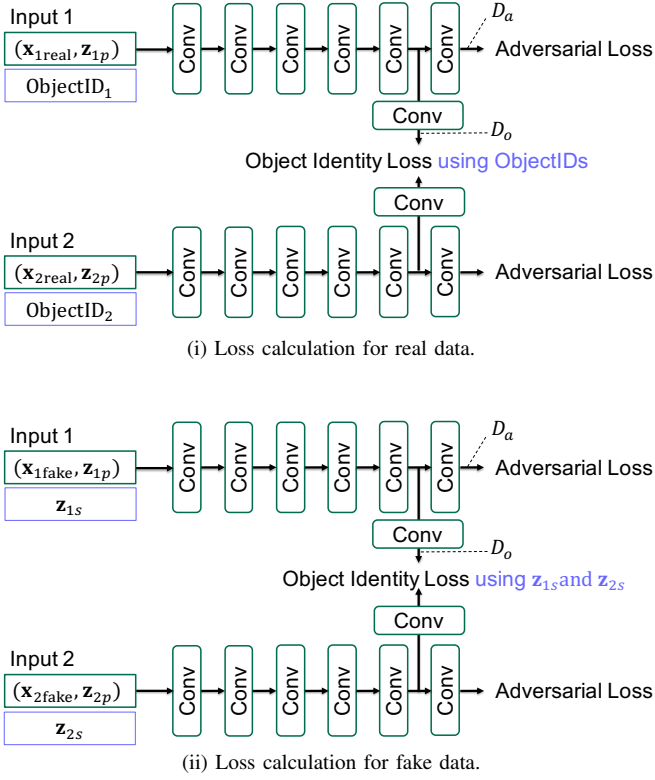 Input 1
(x₁real, z₁ₚ)
ObjectID₁
Conv Conv Conv Conv Conv Conv
Dₐ
Adversarial Loss
Conv
Dₒ
Object Identity Loss using ObjectIDs
Conv
Input 2
(x₂real, z₂ₚ)
ObjectID₂
Conv Conv Conv Conv Conv Conv
Adversarial Loss
(i) Loss calculation for real data.
Input 1
(x₁fake, z₁ₚ)
z₁ₛ
Conv Conv Conv Conv Conv Conv
Dₐ
Adversarial Loss
Conv
Dₒ
Object Identity Loss using z₁ₛand z₂ₛ
Conv
Input 2
(x₂fake, z₂ₚ)
z₂ₛ
Conv Conv Conv Conv Conv Conv
Adversarial Loss
(ii) Loss calculation for fake data.